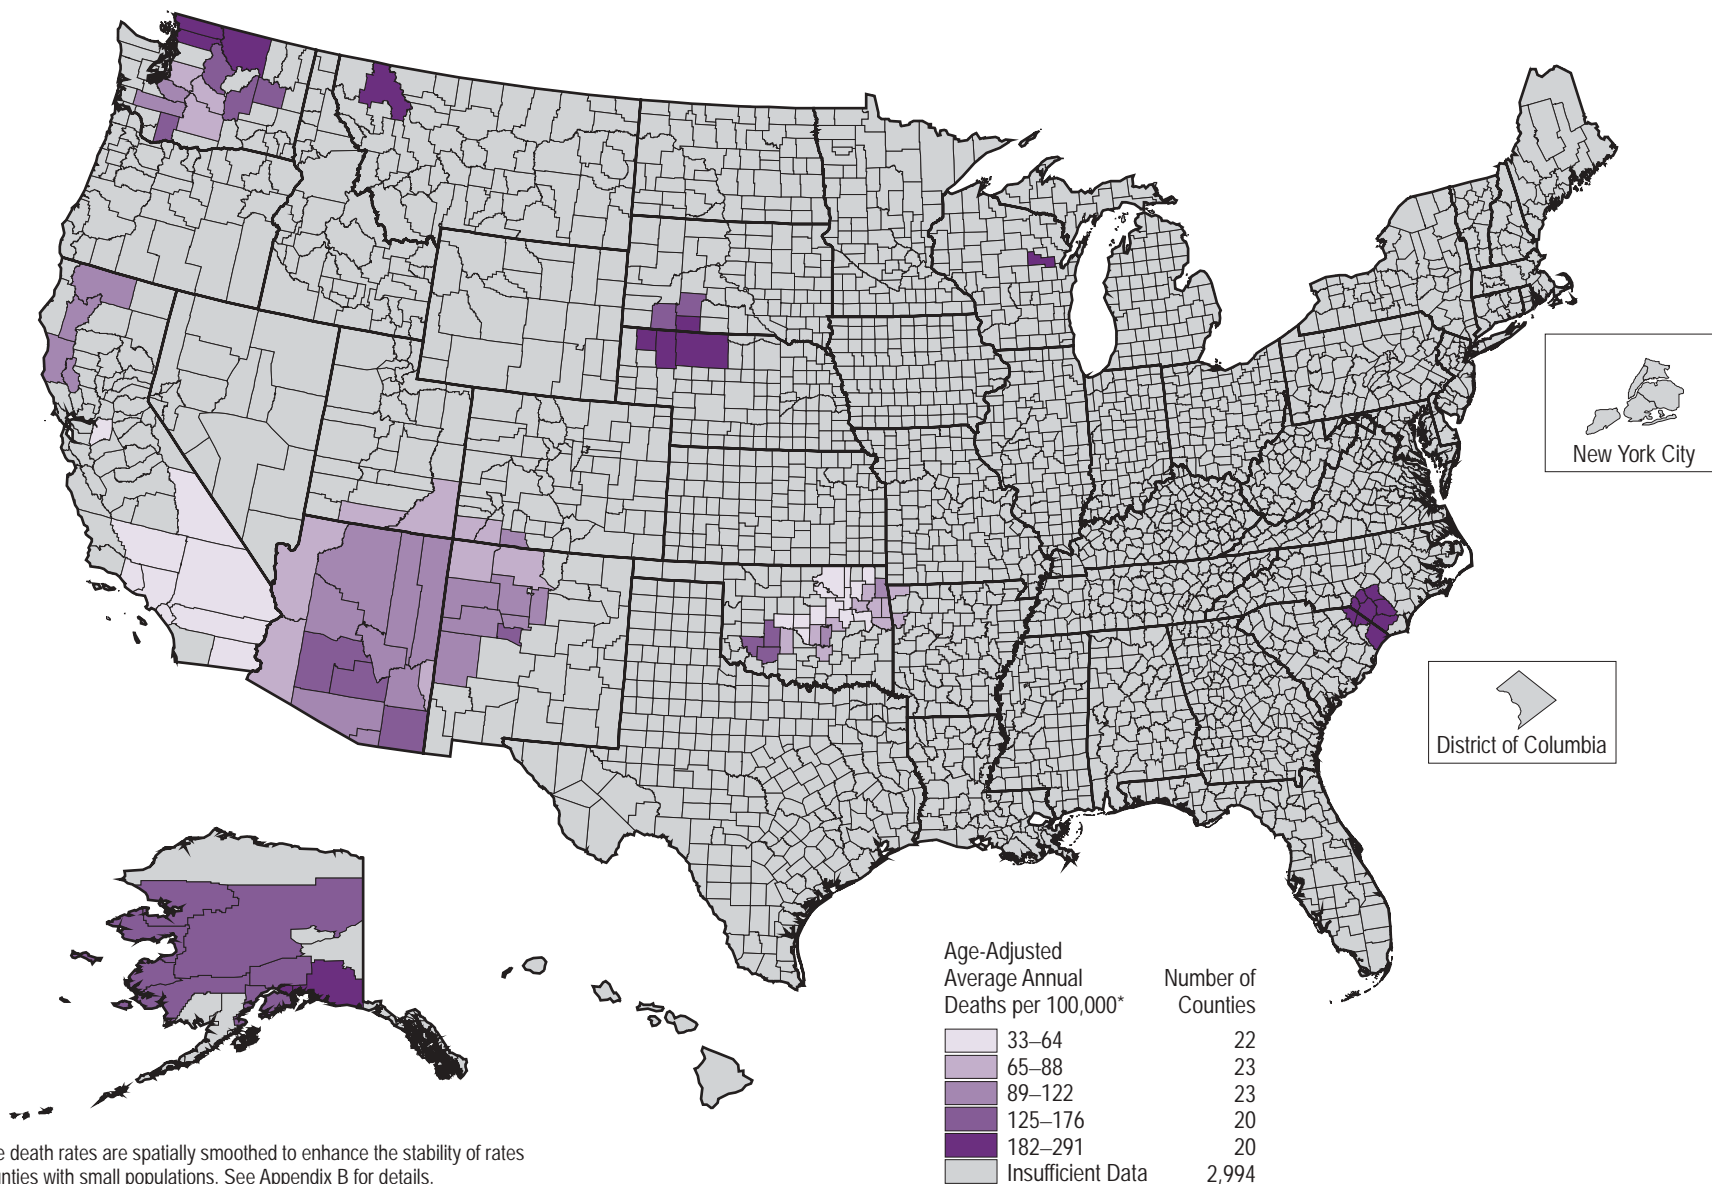 New York City
District of Columbia
Age-Adjusted
Average Annual Number of
Deaths per 100,000* Counties
33–64 22
65–88 23
89–122 23
125–176 20
182–291 20
Insufficient Data 2,994
death rates are spatially smoothed to enhance the stability of rates
with small populations. See Appendix B for details.